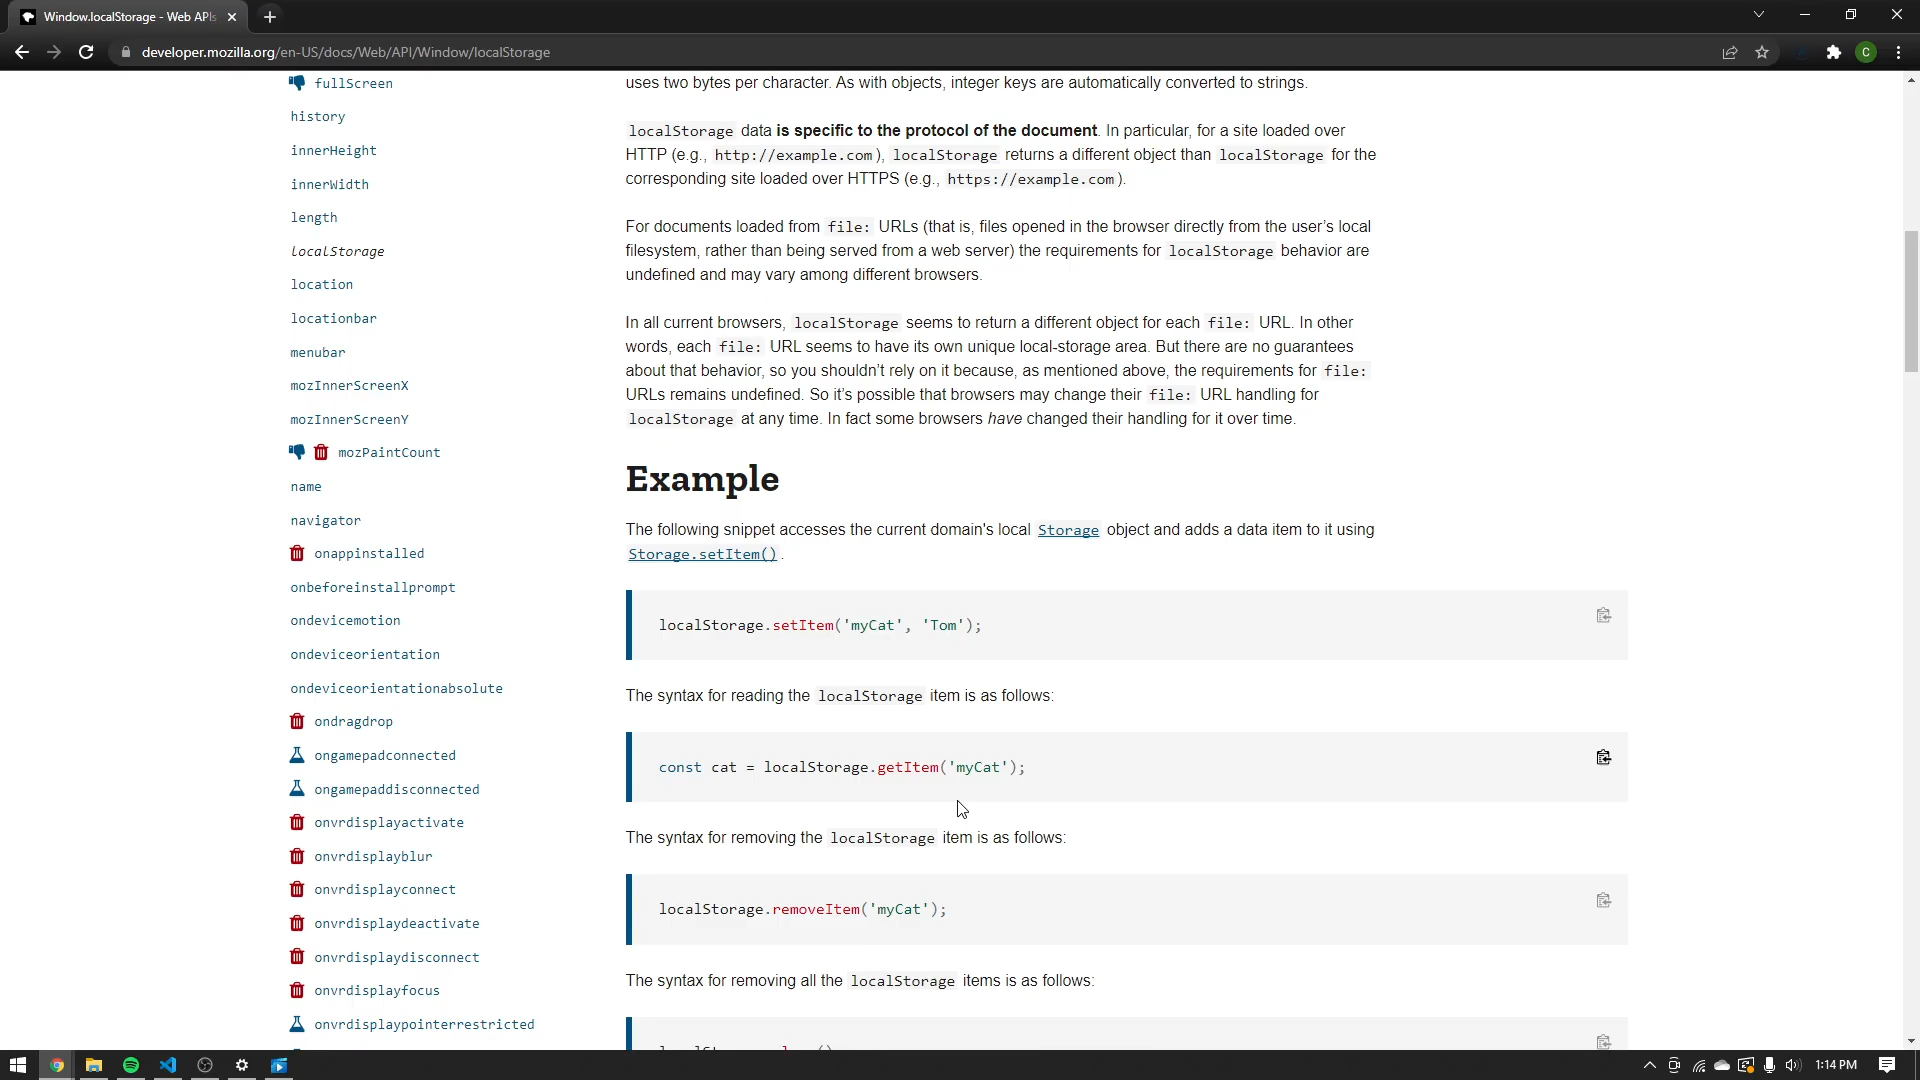 Window.localStorage - Web APIs
developer.mozilla.org/en-US/docs/Web/API/Window/localStorage
C
fullScreen
history
innerHeight
innerWidth
length
localStorage
location
locationbar
menubar
mozInnerScreenX
mozInnerScreenY
mozPaintCount
name
navigator
onappinstalled
onbeforeinstallprompt
ondevicemotion
ondeviceorientation
ondeviceorientationabsolute
ondragdrop
ongamepadconnected
ongamepaddisconnected
onvrdisplayactivate
onvrdisplayblur
onvrdisplayconnect
onvrdisplaydeactivate
onvrdisplaydisconnect
onvrdisplayfocus
onvrdisplaypointerrestricted
uses two bytes per character. As with objects, integer keys are automatically converted to strings.
localStorage data is specific to the protocol of the document. In particular, for a site loaded over
HTTP (e.g., http://example.com), localStorage returns a different object than localStorage for the
corresponding site loaded over HTTPS (e.g., https://example.com).
For documents loaded from file: URLs (that is, files opened in the browser directly from the user’s local
filesystem, rather than being served from a web server) the requirements for localStorage behavior are
undefined and may vary among different browsers.
In all current browsers, localStorage seems to return a different object for each file: URL. In other
words, each file: URL seems to have its own unique local-storage area. But there are no guarantees
about that behavior, so you shouldn’t rely on it because, as mentioned above, the requirements for file:
URLs remains undefined. So it’s possible that browsers may change their file: URL handling for
localStorage at any time. In fact some browsers have changed their handling for it over time.
Example
The following snippet accesses the current domain's local Storage object and adds a data item to it using
Storage.setItem().
localStorage.setItem('myCat', 'Tom');
The syntax for reading the localStorage item is as follows:
const cat = localStorage.getItem('myCat');
The syntax for removing the localStorage item is as follows:
localStorage.removeItem('myCat');
The syntax for removing all the localStorage items is as follows:
1:14 PM